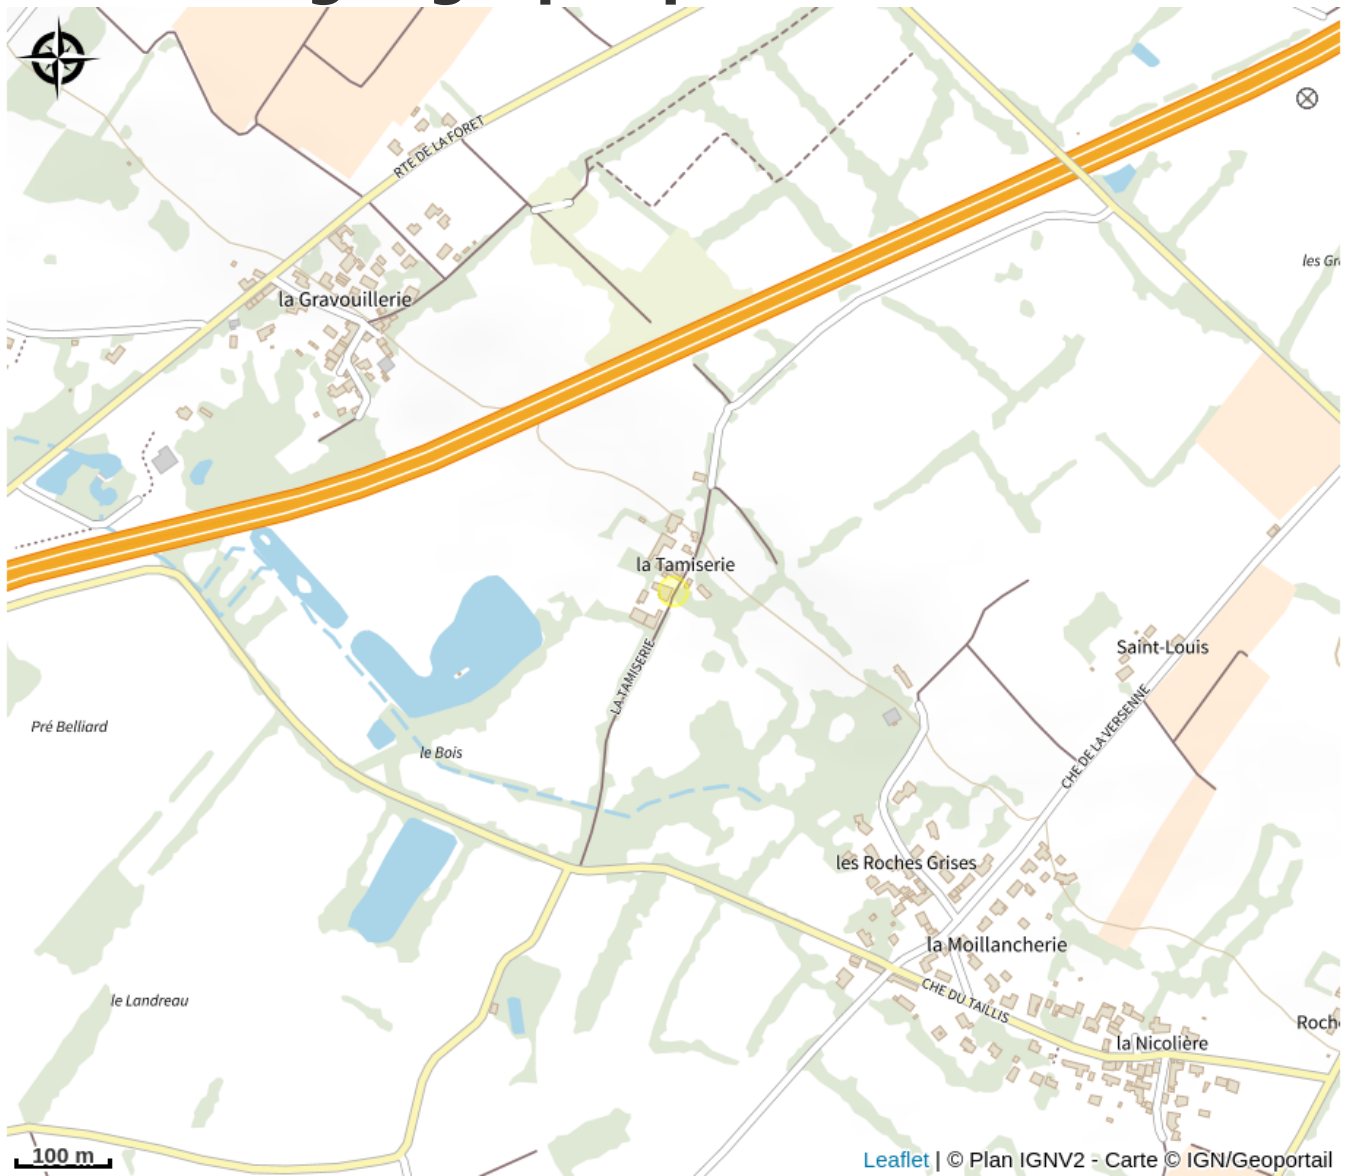 RTE DE LA FORET
les Gr
la Gravouillerie
la Tamiserie
Saint-Louis
LA TAMISERIE
CHE DE LA VERSENNE
Pré Belliard
le Bois
les Roches Grises
la Moillancherie
le Landreau
CHE DU TAILLIS
Roch
la Nicolière
100 m
Leaflet | © Plan IGNV2 - Carte © IGN/Geoportail